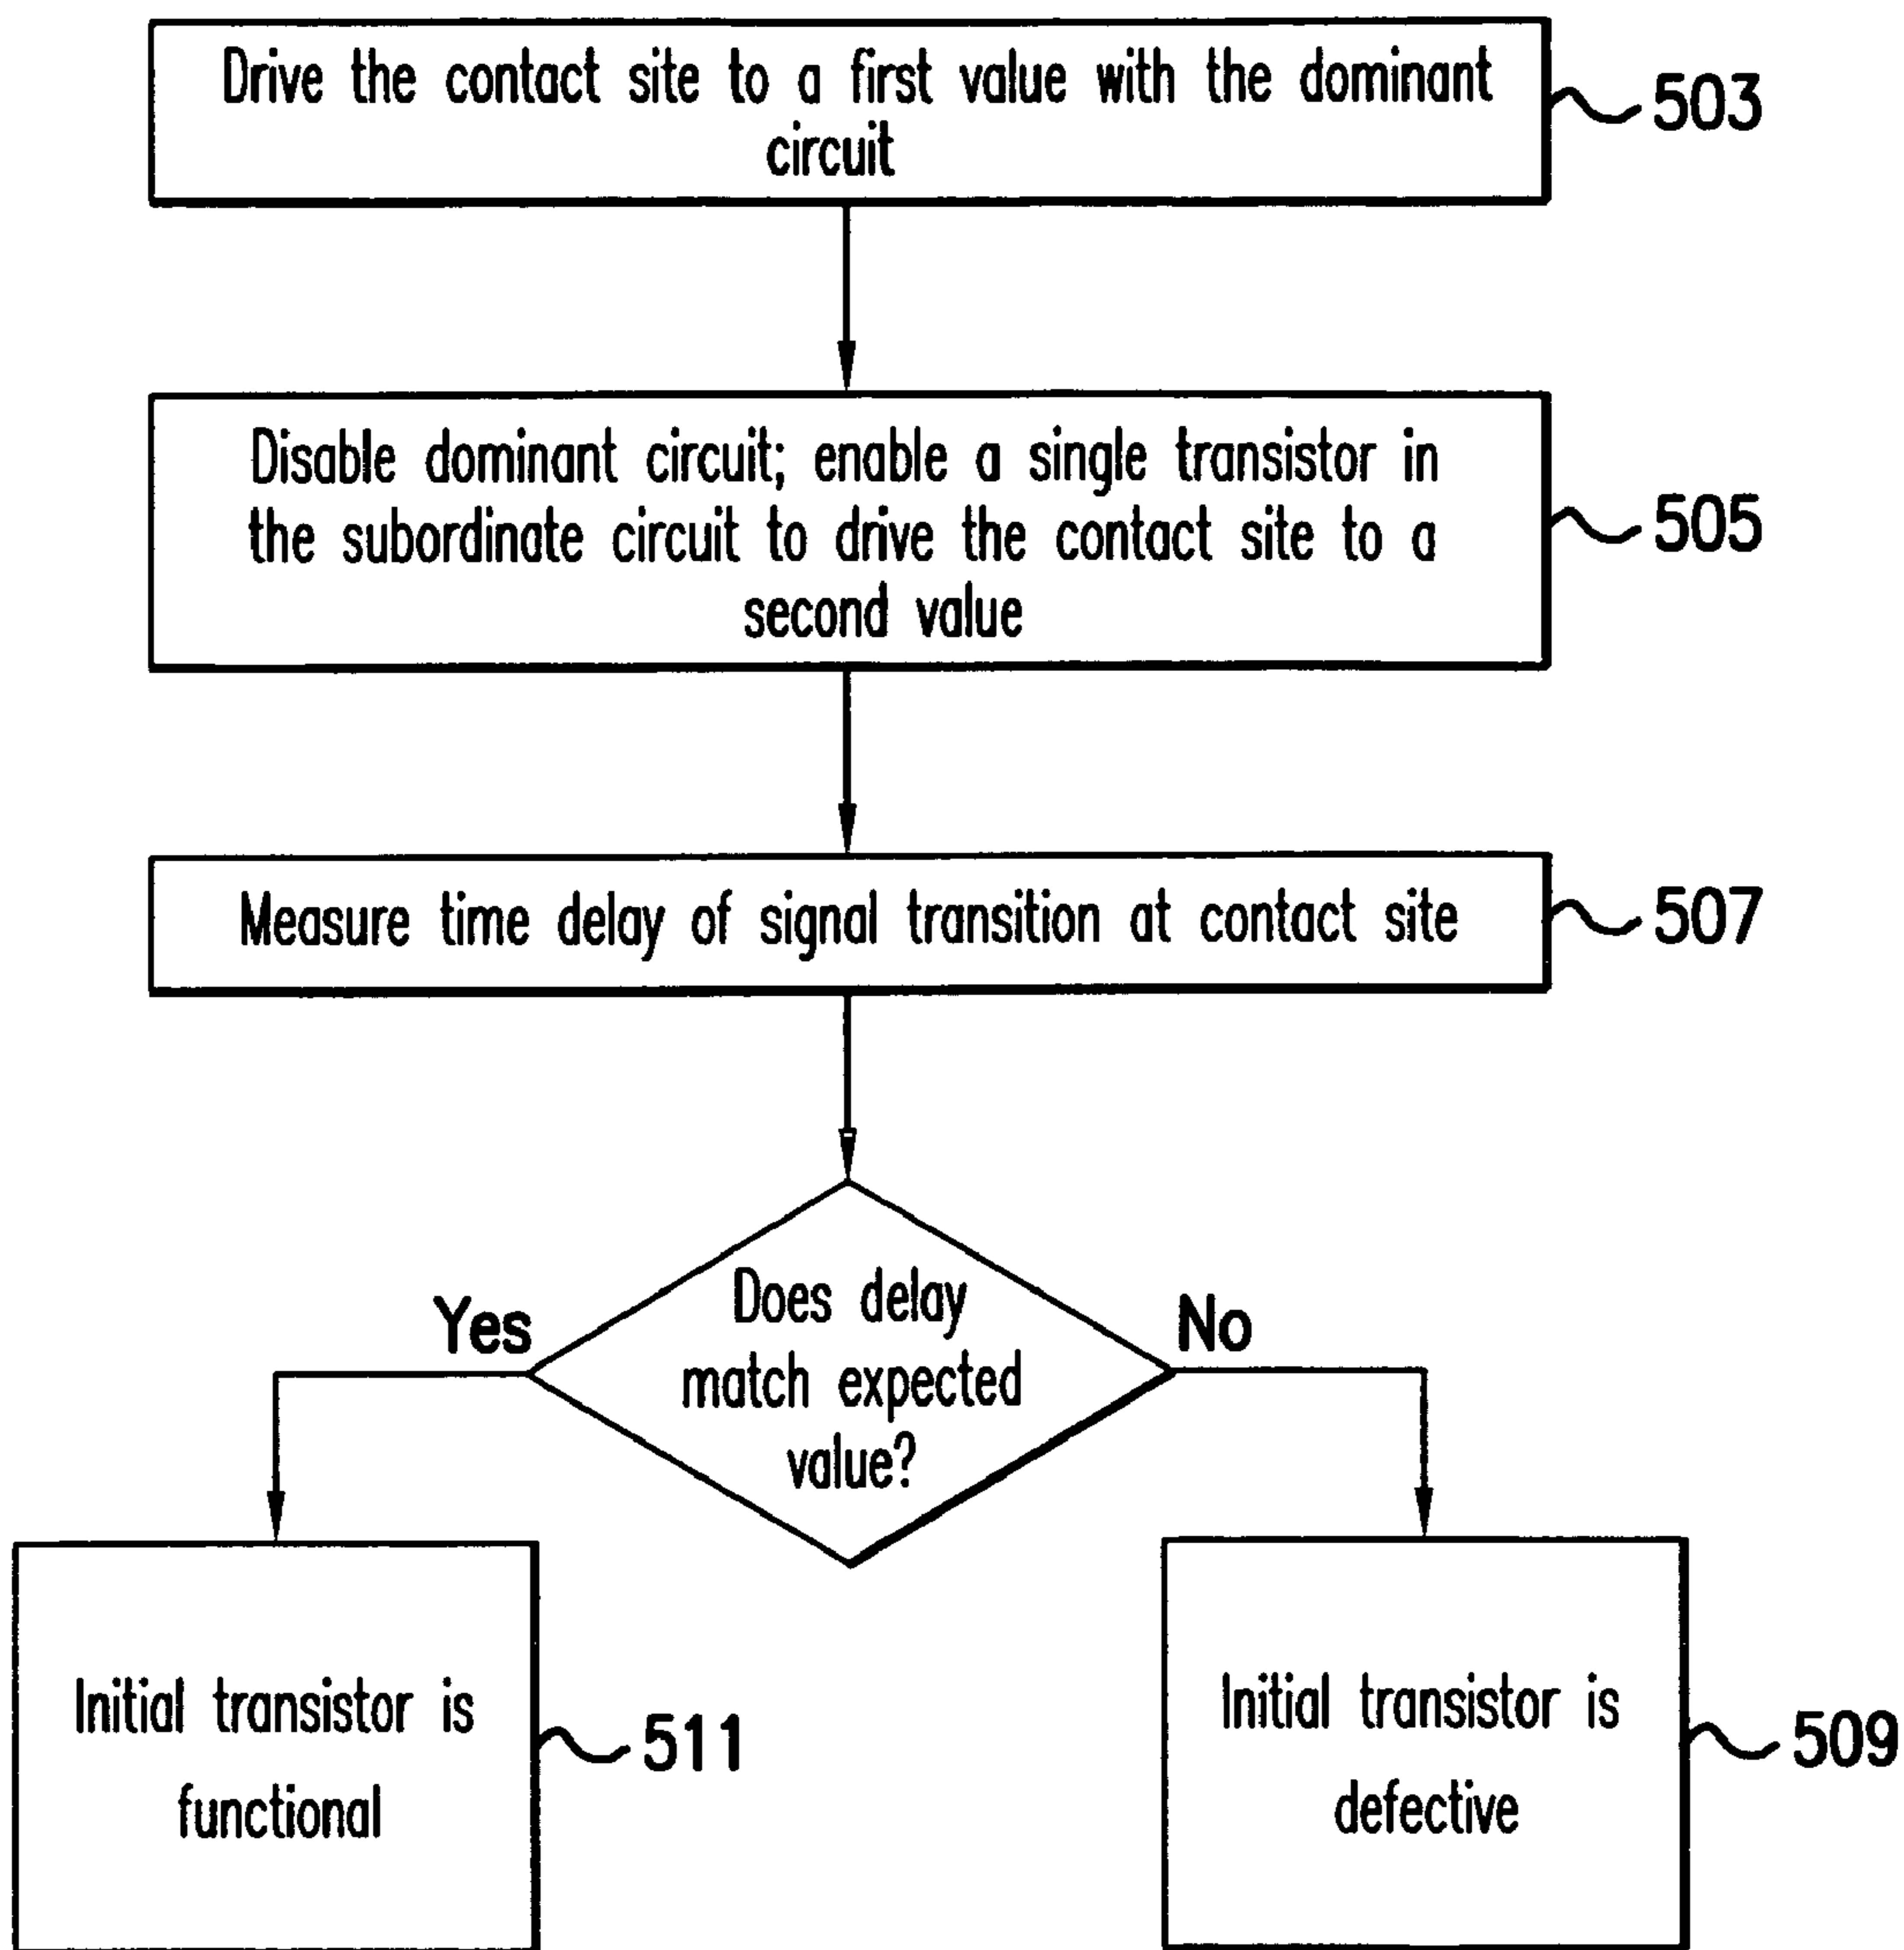 Drive the contact site to a first value with the dominant
circuit
503
Disable dominant circuit; enable a single transistor in
the subordinate circuit to drive the contact site to a
second value
505
Measure time delay of signal transition at contact site
507
Does delay
match expected
value?
Yes
No
Initial transistor is
functional
511
Initial transistor is
defective
509